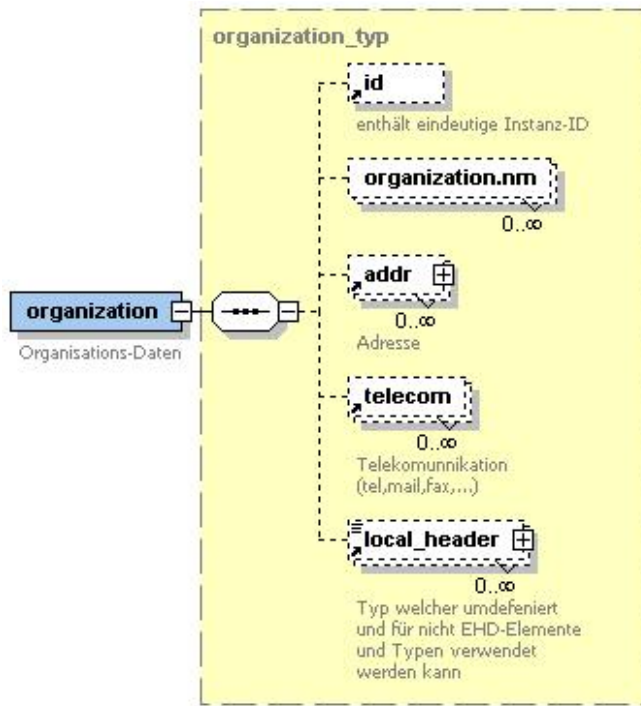 organization_typ
id
enthält eindeutige Instanz-ID
organization.nm
0..∞
addr
0..∞
Adresse
organization
Organisations-Daten
telecom
0..∞
Telekomunnikation
(tel,mail,fax,...)
local_header
0..∞
Typ welcher umdefeniert
und für nicht EHD-Elemente
und Typen verwendet
werden kann